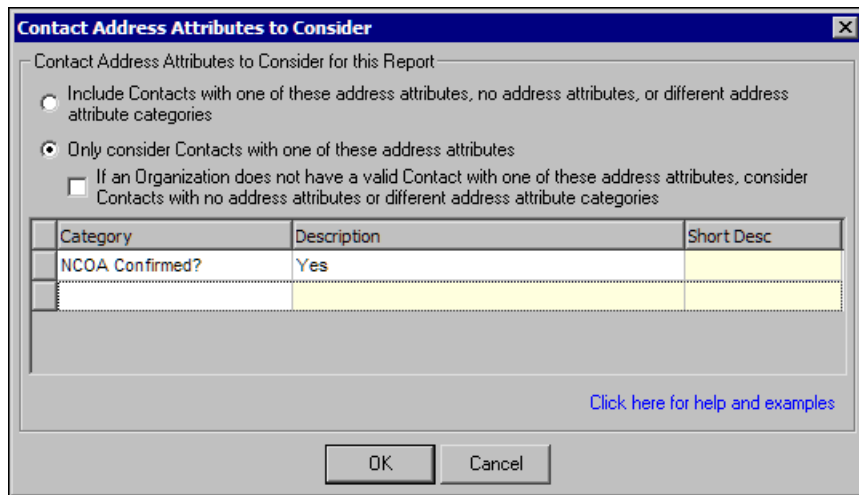 Contact Address Attributes to Consider
Contact Address Attributes to Consider for this Report
Include Contacts with one of these address attributes, no address attributes, or different address
attribute categories
Only consider Contacts with one of these address attributes
If an Organization does not have a valid Contact with one of these address attributes, consider
Contacts with no address attributes or different address attribute categories
Category Description Short Desc
NCOA Confirmed? Yes
Click here for help and examples
OK Cancel